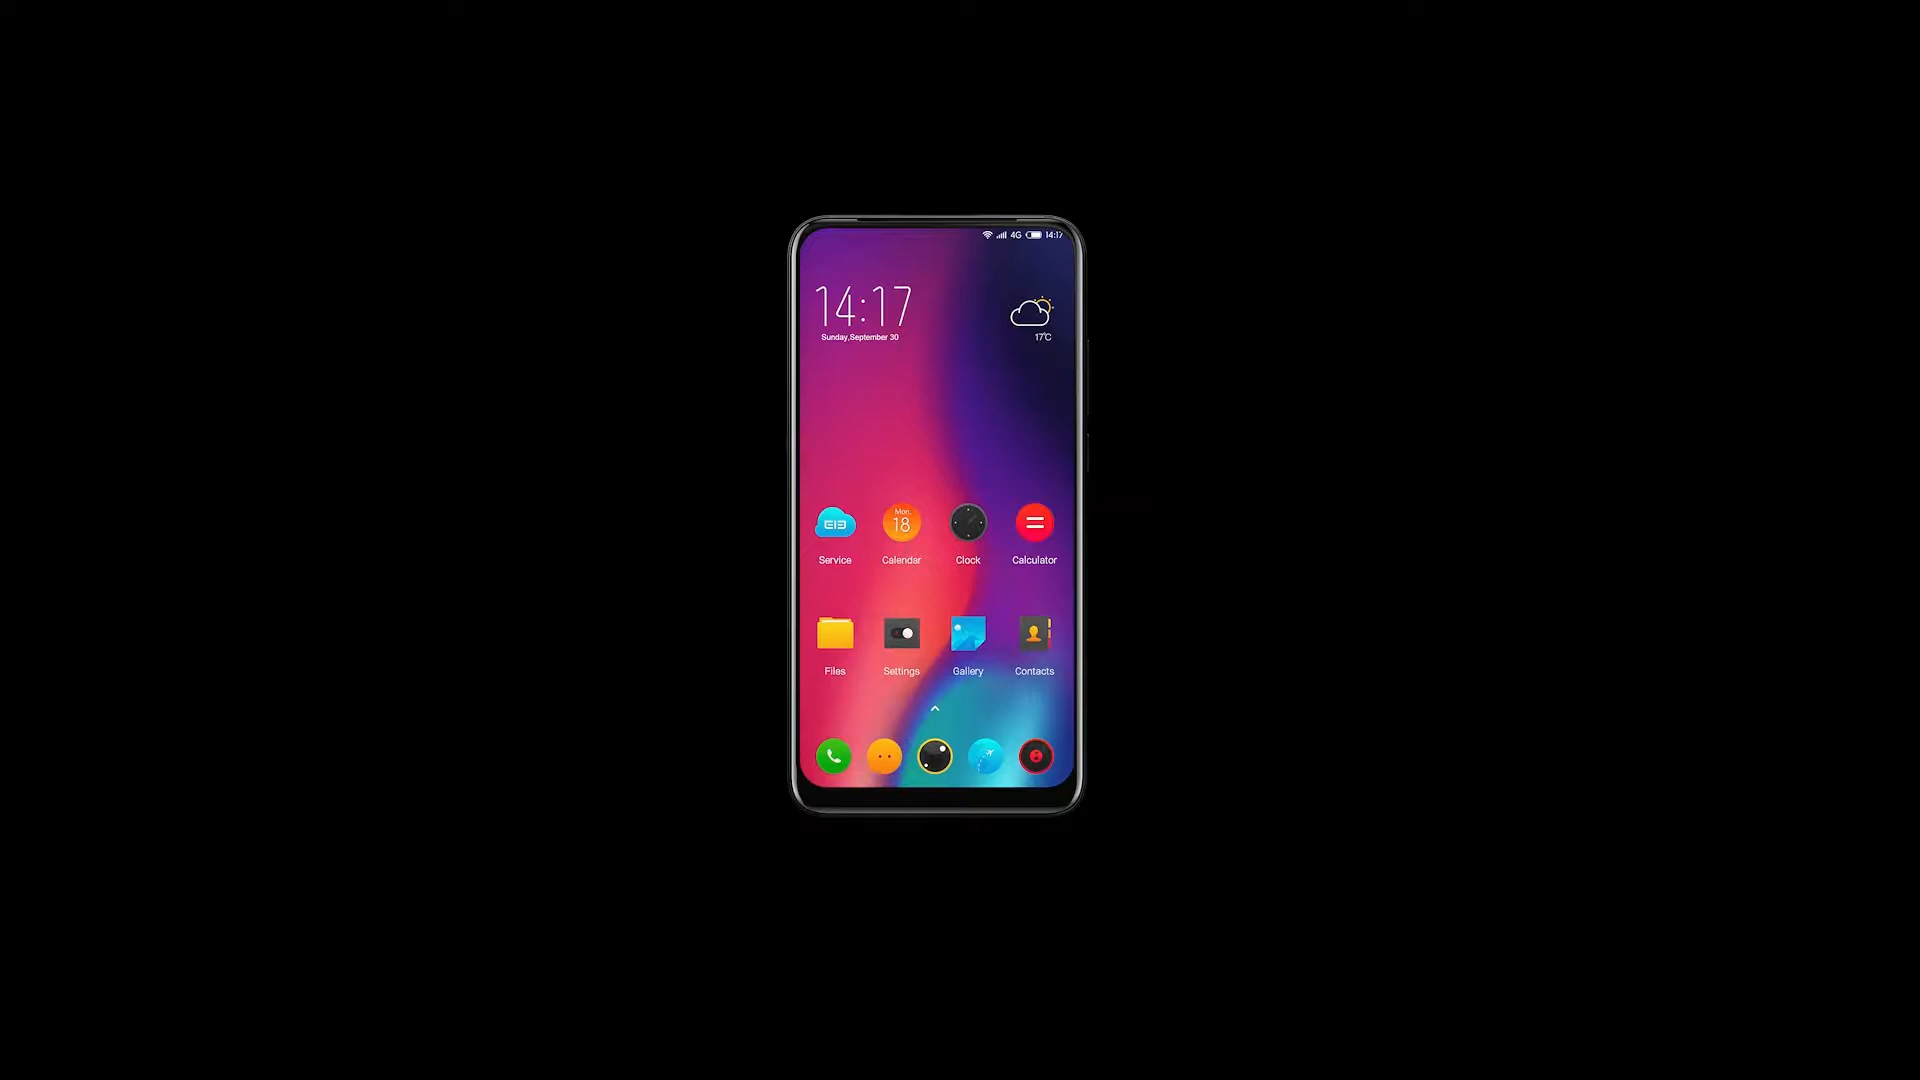 4G 14:17
14:17
Sunday,September 30
17°C
Mon.
18
Service Calendar Clock Calculator
Files Settings Gallery Contacts